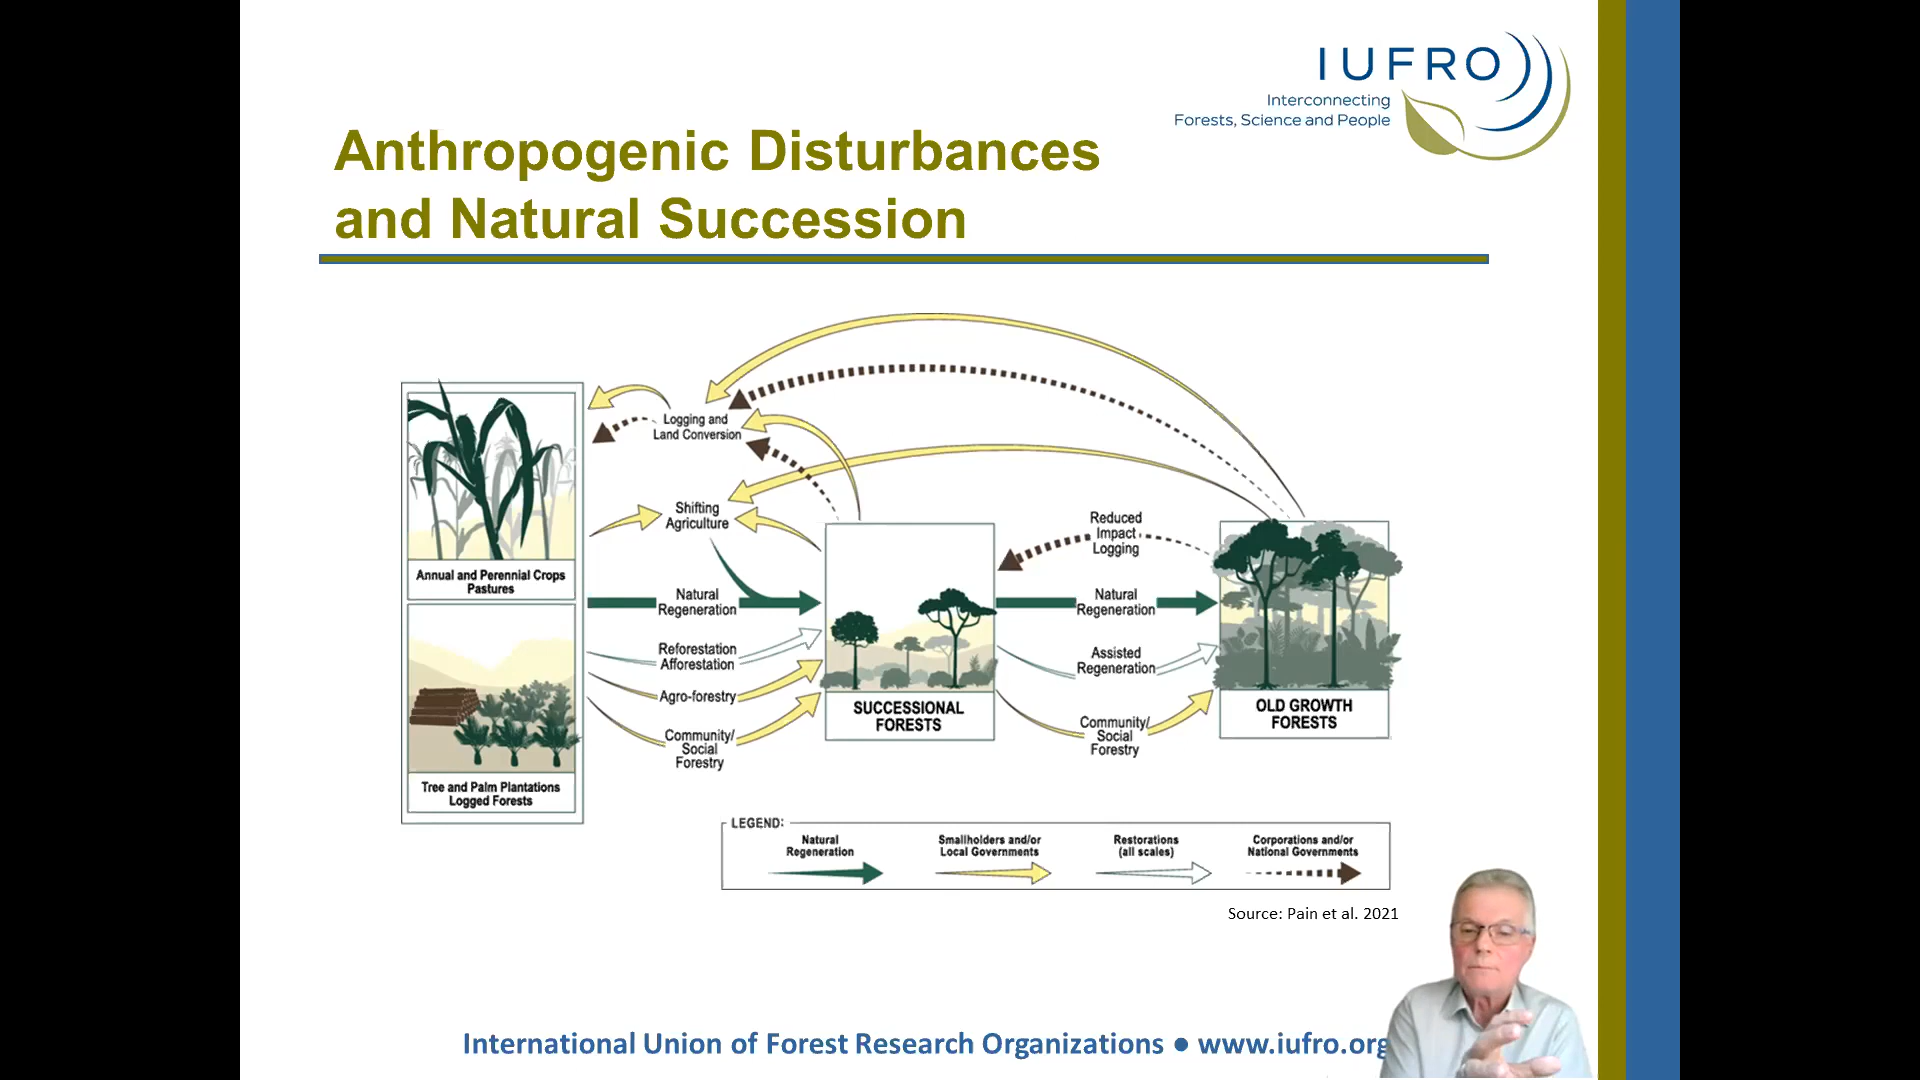 IUFRO
Interconnecting
Forests, Science and People
Anthropogenic Disturbances
and Natural Succession
Logging and
Land Conversion
Shifting
Agriculture
Natural
Regeneration
Reforestation
Afforestation
Agro-forestry
Community/
Social
Forestry
Annual and Perennial Crops
Pastures
Tree and Palm Plantations
Logged Forests
SUCCESSIONAL
FORESTS
Reduced
Impact
Logging
Natural
Regeneration
Assisted
Regeneration
Community/
Social
Forestry
OLD GROWTH
FORESTS
LEGEND:
Natural
Regeneration
Smallholders and/or
Local Governments
Restorations
(all scales)
Corporations and/or
National Governments
Source: Pain et al. 2021
International Union of Forest Research Organizations ● www.iufro.org